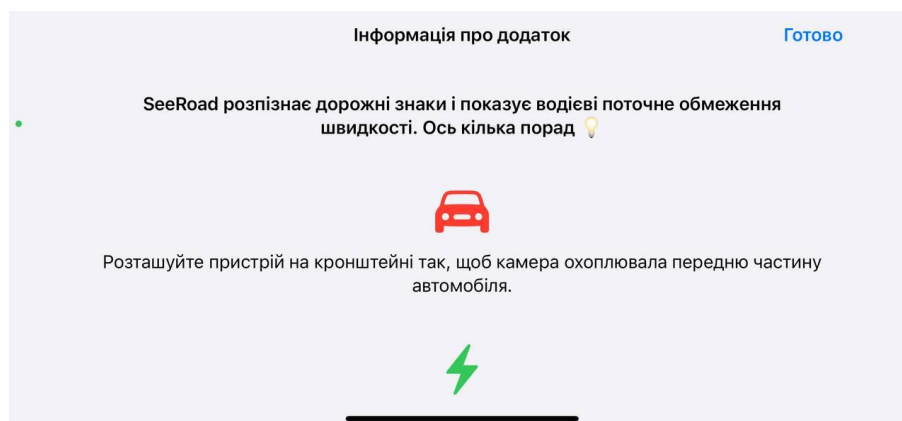 Інформація про додаток
Готово
SeeRoad розпізнає дорожні знаки і показує водієві поточне обмеження
швидкості. Ось кілька порад 💡
Розташуйте пристрій на кронштейні так, щоб камера охоплювала передню частину
автомобіля.